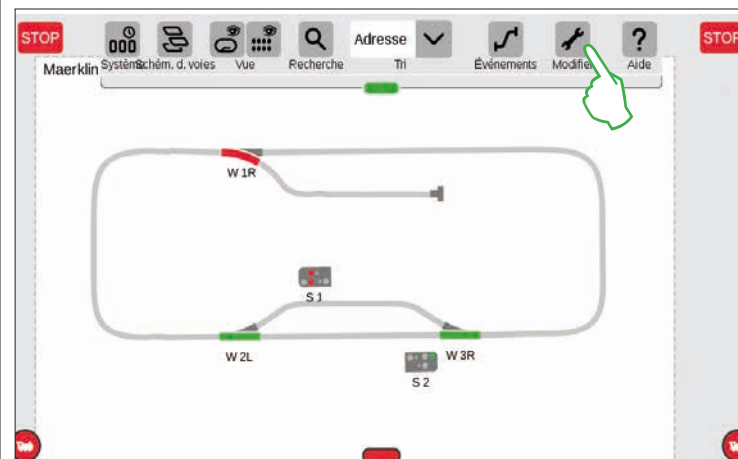 STOP
Adresse
STOP
Maerklin
Système
Schém. d. voies
Vue
Recherche
Tri
Événements
Modifier
Aide
?
W 1R
S 1
W 2L
W 3R
S 2